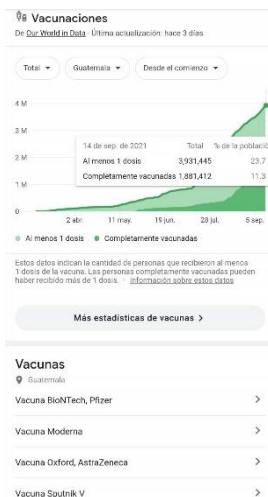 Vacunaciones
De Our World in Data · Última actualización: hace 3 días
Total
Guatemala
Desde el comienzo
4 M
3 M
2 M
1 M
0
14 de sep. de 2021 Total % de la població
Al menos 1 dosis 3,931,445 23.7
Completamente vacunadas 1,881,412 11.3
2 abr. 11 may. 19 jun. 28 jul. 5 sep.
Al menos 1 dosis Completamente vacunadas
Estos datos indican la cantidad de personas que recibieron al menos
1 dosis de la vacuna. Las personas completamente vacunadas pueden
haber recibido más de 1 dosis. · Información sobre estos datos
Más estadísticas de vacunas >
Vacunas
Guatemala
Vacuna BioNTech, Pfizer >
Vacuna Moderna >
Vacuna Oxford, AstraZeneca >
Vacuna Sputnik V >